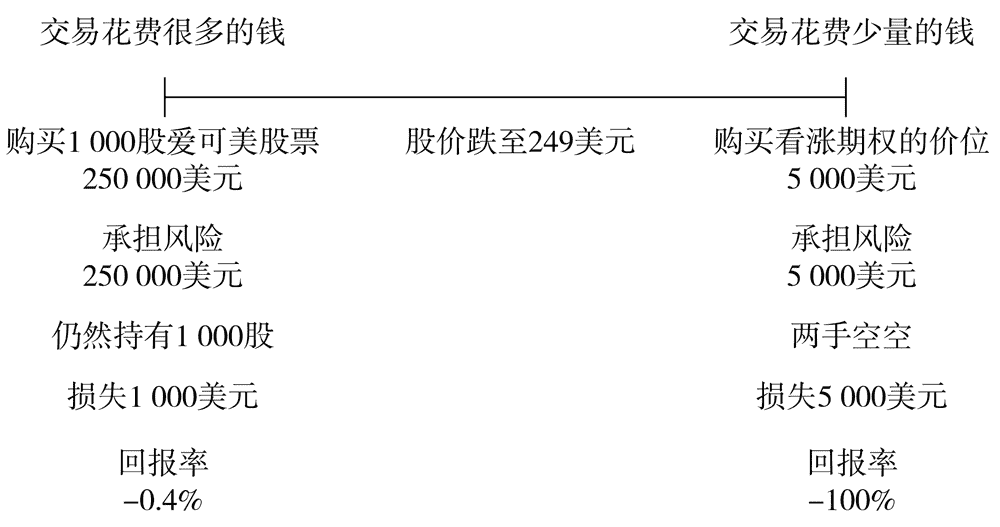 交易花费很多的钱
交易花费少量的钱
购买1 000股爱可美股票
250 000美元
股价跌至249美元
购买看涨期权的价位
5 000美元
承担风险
250 000美元
承担风险
5 000美元
仍然持有1 000股
两手空空
损失1 000美元
损失5 000美元
回报率
-0.4%
回报率
-100%